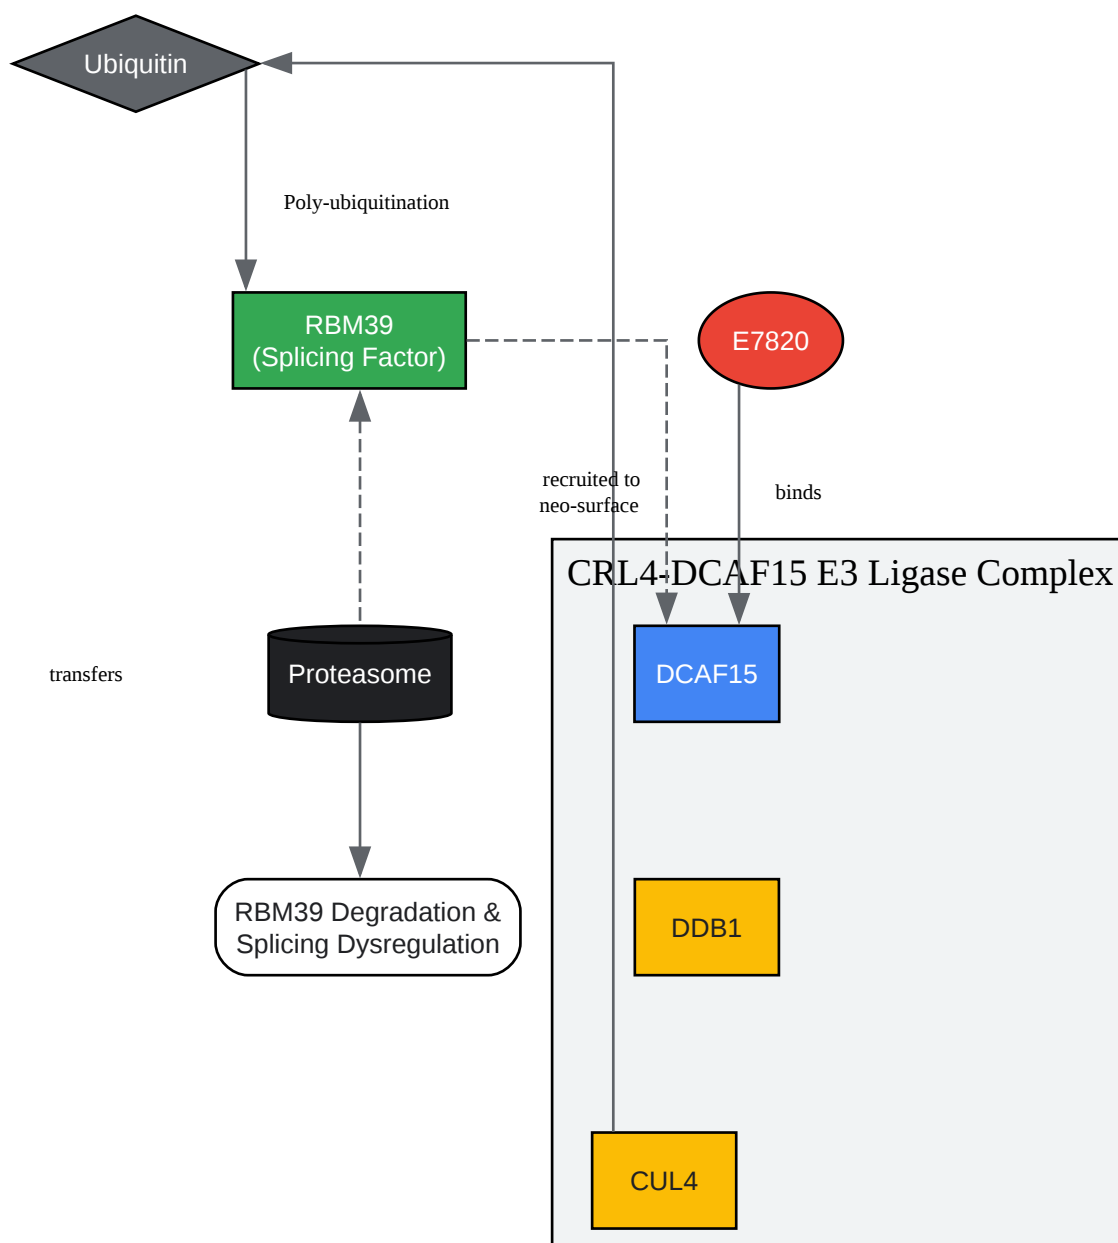 Ubiquitin
Poly-ubiquitination
RBM39
(Splicing Factor)
E7820
recruited to
neo-surface
binds
CRL4-DCAF15 E3 Ligase Complex
transfers
Proteasome
DCAF15
RBM39 Degradation &
Splicing Dysregulation
DDB1
CUL4